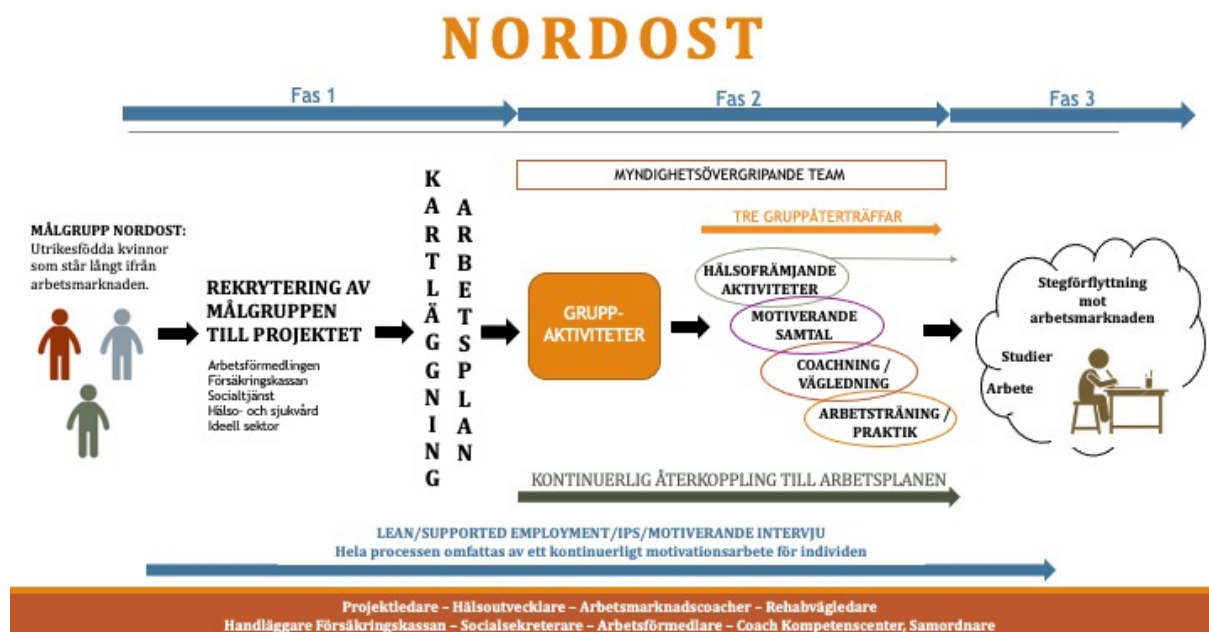 NORDOST
Fas 1
Fas 2
Fas 3
MYNDIGHETSÖVERGRIPANDE TEAM
TRE GRUPPÅTERTRÄFFAR
MÅLGRUPP NORDOST:
Utrikesfödda kvinnor
som står långt ifrån
arbetsmarknaden.
REKRYTERING AV
MÅLGRUPPEN
TILL PROJEKTET
Arbetsförmedlingen
Försäkringskassan
Socialtjänst
Hälso- och sjukvård
Ideell sektor
KARTLÄGGNING
ARBETSPLAN
GRUPP-
AKTIVITETER
HÄLSOFRÄMJANDE
AKTIVITETER
MOTIVERANDE
SAMTAL
COACHNING /
VÄGLEDNING
ARBETSTRÄNING /
PRAKTIK
Stegförflyttning
mot
arbetsmarknaden
Studier
Arbete
KONTINUERLIG ÅTERKOPPLING TILL ARBETSPLANEN
LEAN/SUPPORTED EMPLOYMENT/IPS/MOTIVERANDE INTERVJU
Hela processen omfattas av ett kontinuerligt motivationsarbete för individen
Projektledare – Hälsoutvecklare – Arbetsmarknadscoacher – Rehabvägledare
Handläggare Försäkringskassan – Socialsekreterare – Arbetsförmedlare – Coach Kompetenscenter, Samordnare